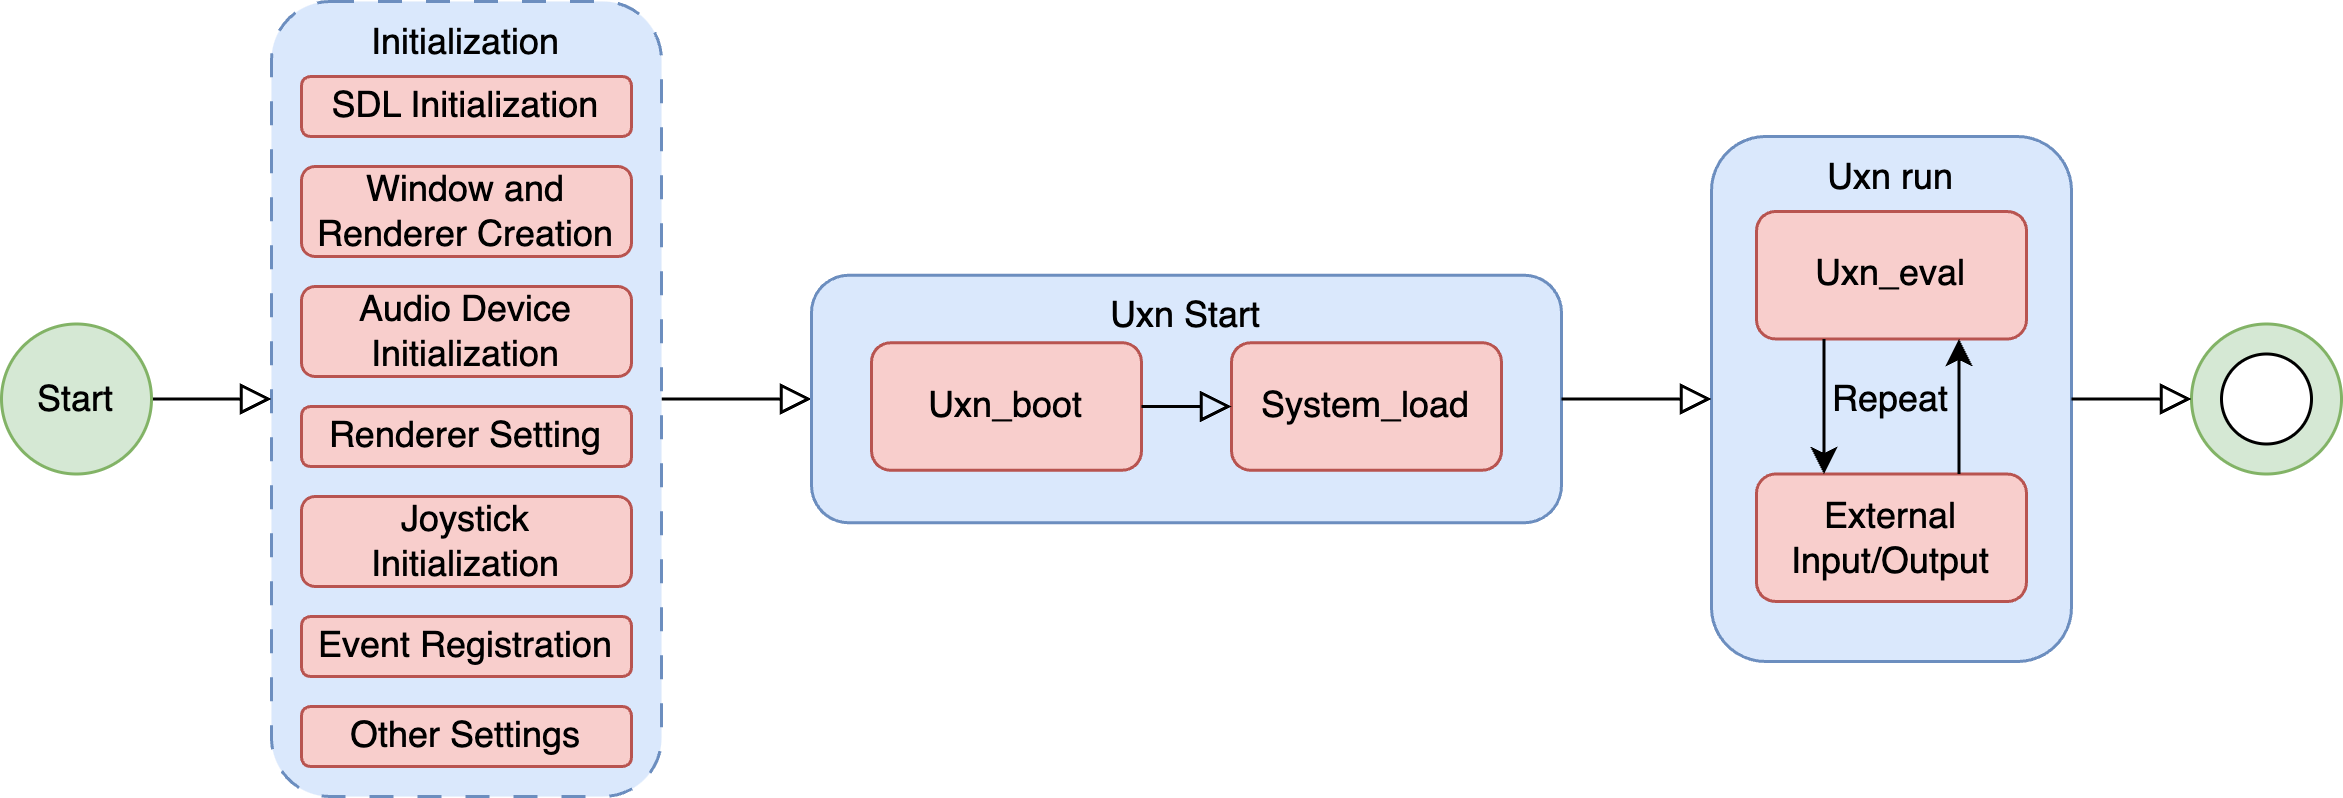 Start
Initialization
SDL Initialization
Window and
Renderer Creation
Audio Device
Initialization
Renderer Setting
Joystick
Initialization
Event Registration
Other Settings
Uxn Start
Uxn_boot
System_load
Uxn run
Uxn_eval
Repeat
External
Input/Output